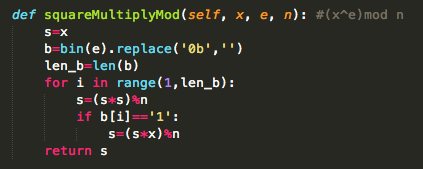 def squareMultiplyMod(self, x, e, n): #(x^e)mod n
    s=x
    b=bin(e).replace('0b','')
    len_b=len(b)
    for i in range(1,len_b):
        s=(s*s)%n
        if b[i]=='1':
            s=(s*x)%n
    return s